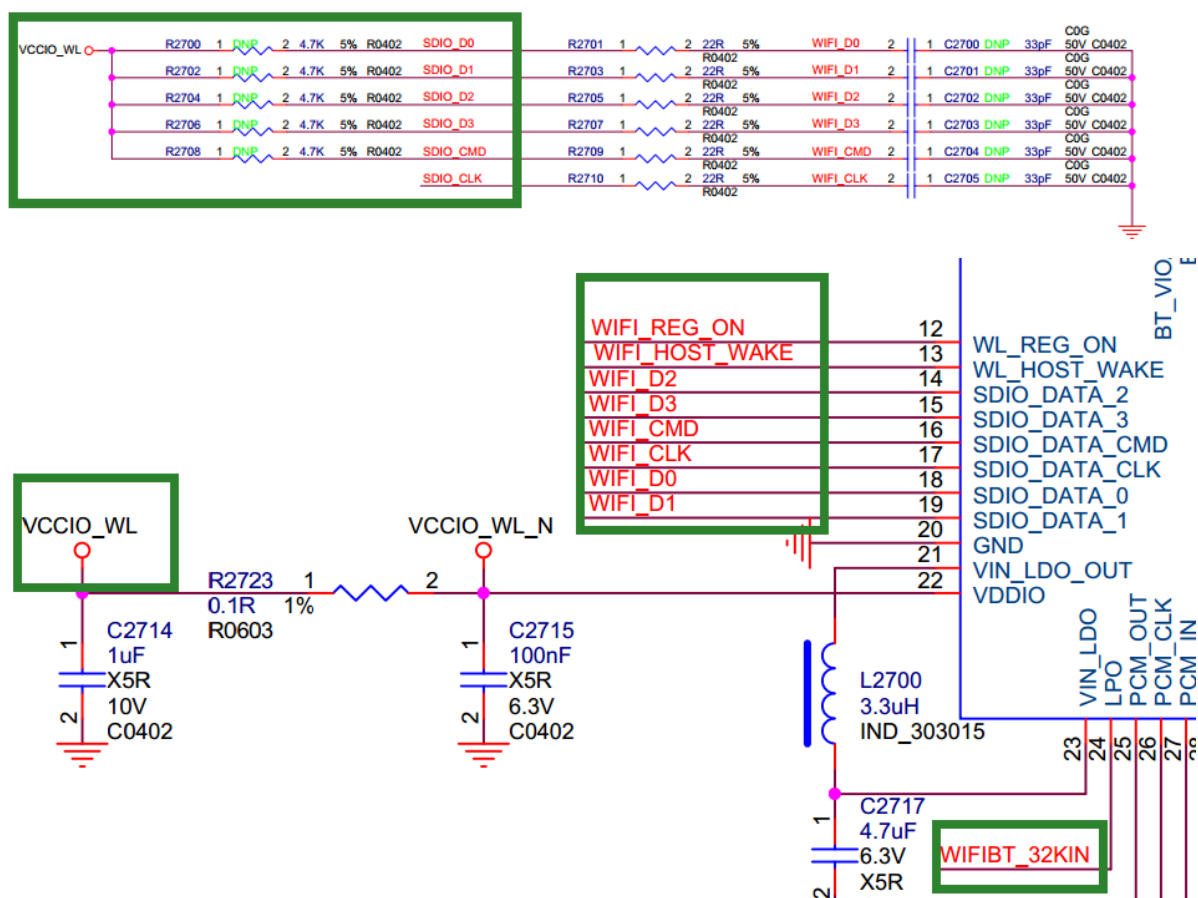 C0G
VCCIO_WL R2700 1 DNP 2 4.7K 5% R0402 SDIO_D0 R2701 1 2 22R 5% WIFI_D0 2 1 C2700 DNP 33pF 50V C0402
R0402 C0G
R2702 1 DNP 2 4.7K 5% R0402 SDIO_D1 R2703 1 2 22R 5% WIFI_D1 2 1 C2701 DNP 33pF 50V C0402
R0402 C0G
R2704 1 DNP 2 4.7K 5% R0402 SDIO_D2 R2705 1 2 22R 5% WIFI_D2 2 1 C2702 DNP 33pF 50V C0402
R0402 C0G
R2706 1 DNP 2 4.7K 5% R0402 SDIO_D3 R2707 1 2 22R 5% WIFI_D3 2 1 C2703 DNP 33pF 50V C0402
R0402 C0G
R2708 1 DNP 2 4.7K 5% R0402 SDIO_CMD R2709 1 2 22R 5% WIFI_CMD 2 1 C2704 DNP 33pF 50V C0402
R0402 C0G
SDIO_CLK R2710 1 2 22R 5% WIFI_CLK 2 1 C2705 DNP 33pF 50V C0402
R0402
BT_VIO
WIFI_REG_ON 12 WL_REG_ON
WIFI_HOST_WAKE 13 WL_HOST_WAKE
WIFI_D2 14 SDIO_DATA_2
WIFI_D3 15 SDIO_DATA_3
WIFI_CMD 16 SDIO_DATA_CMD
WIFI_CLK 17 SDIO_DATA_CLK
WIFI_D0 18 SDIO_DATA_0
WIFI_D1 19 SDIO_DATA_1
20 GND
21 VIN_LDO_OUT
22 VDDIO
VCCIO_WL
VCCIO_WL_N
R2723 1 2
0.1R 1%
R0603
1 C2714
1uF
X5R
10V
2 C0402
1 C2715
100nF
X5R
6.3V
2 C0402
L2700
3.3uH
IND_303015
VIN_LDO
LPO
PCM_OUT
PCM_CLK
PCM_IN
23
24
25
26
27
28
C2717
1 4.7uF
6.3V
2 X5R
WIFIBT_32KIN